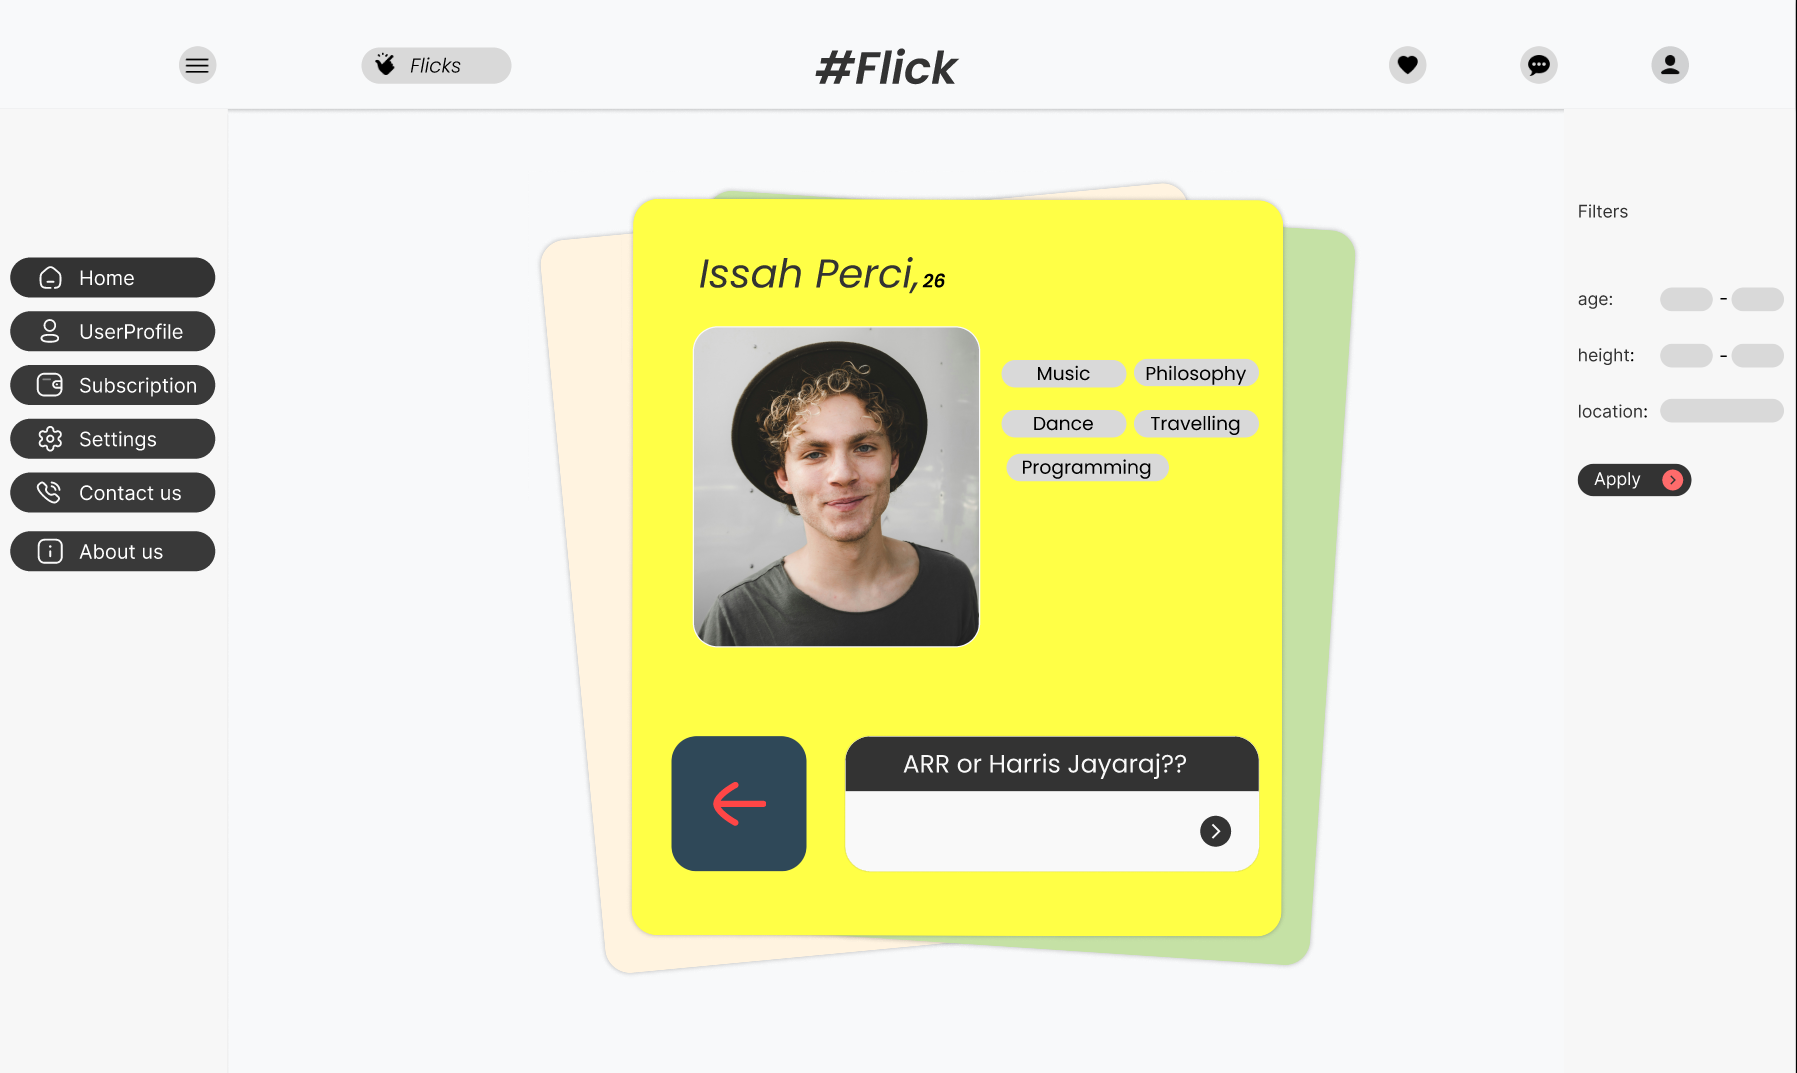 Flicks
#Flick
Home
UserProfile
Subscription
Settings
Contact us
About us
Issah Perci, 26
Music
Philosophy
Dance
Travelling
Programming
ARR or Harris Jayaraj??
Filters
age: -
height: -
location:
Apply